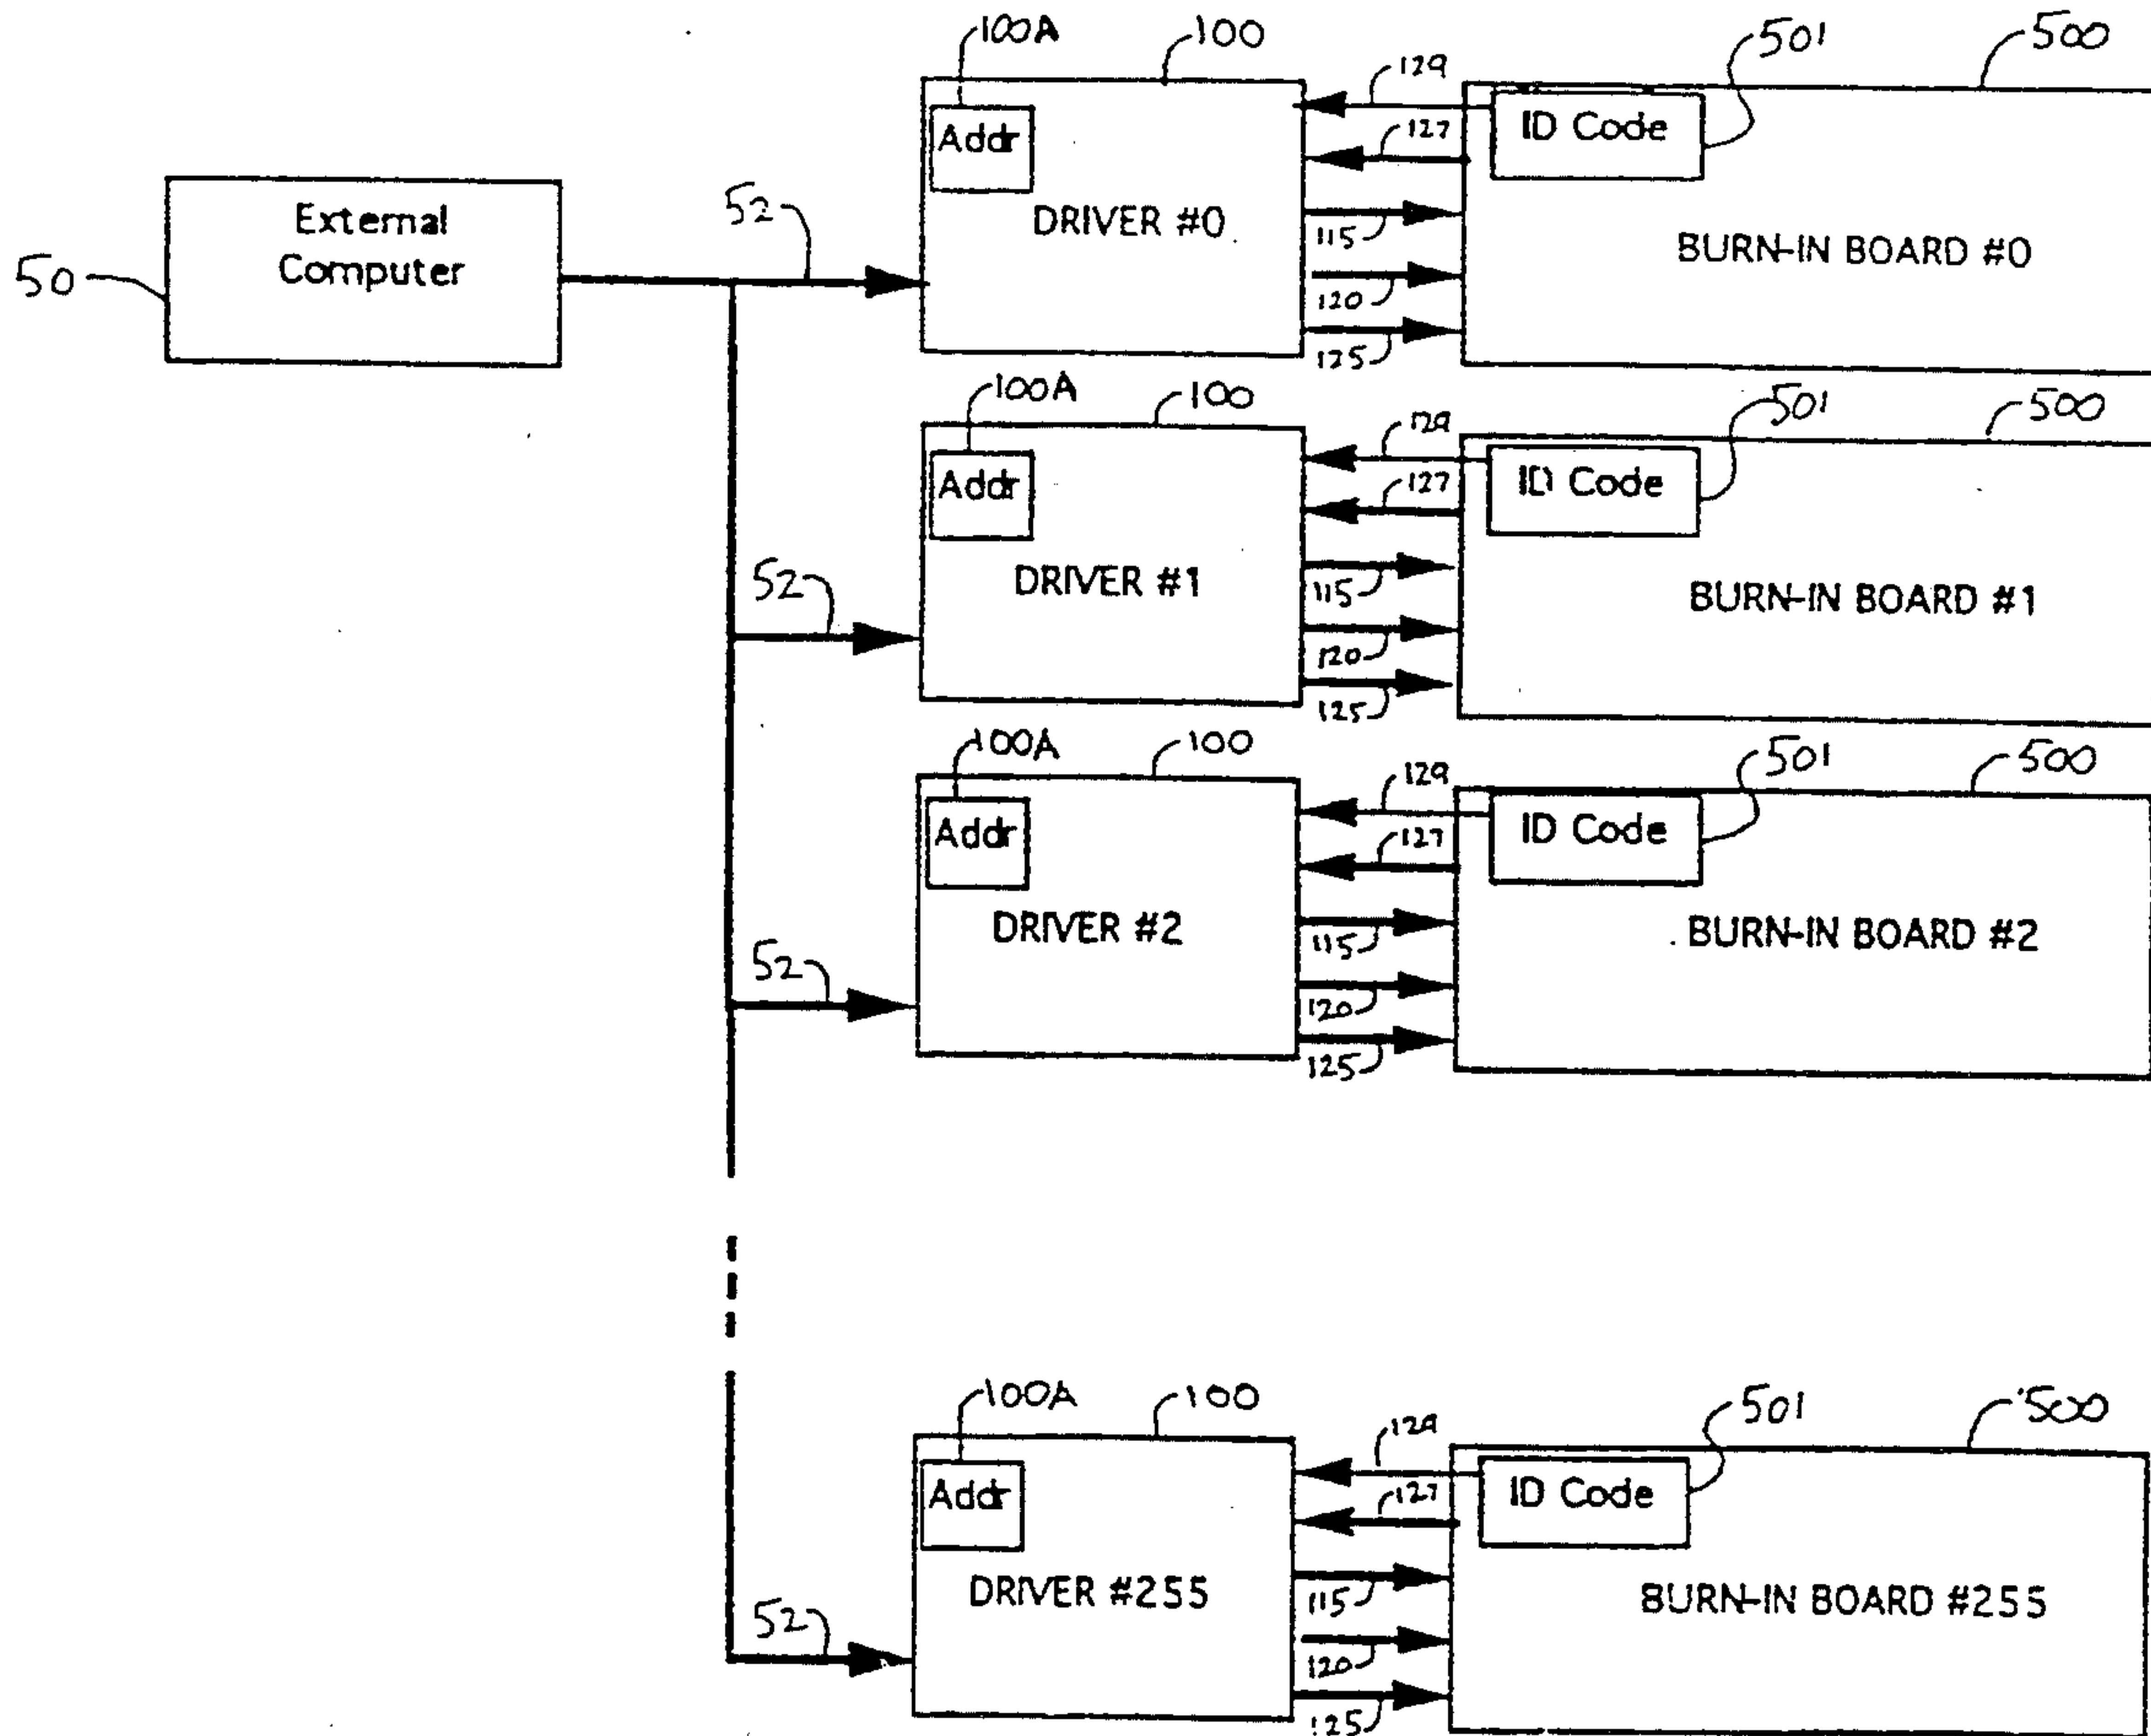 100A
100
501
500
129
ID Code
Addr
127
External
Computer
52
DRIVER #0
115
BURN-IN BOARD #0
50
120
125
100A
100
501
500
129
ID Code
Addr
127
52
DRIVER #1
115
BURN-IN BOARD #1
120
125
100A
100
501
500
129
ID Code
Addr
127
52
DRIVER #2
115
BURN-IN BOARD #2
120
125
100A
100
501
500
129
ID Code
Addr
127
52
DRIVER #255
115
BURN-IN BOARD #255
120
125